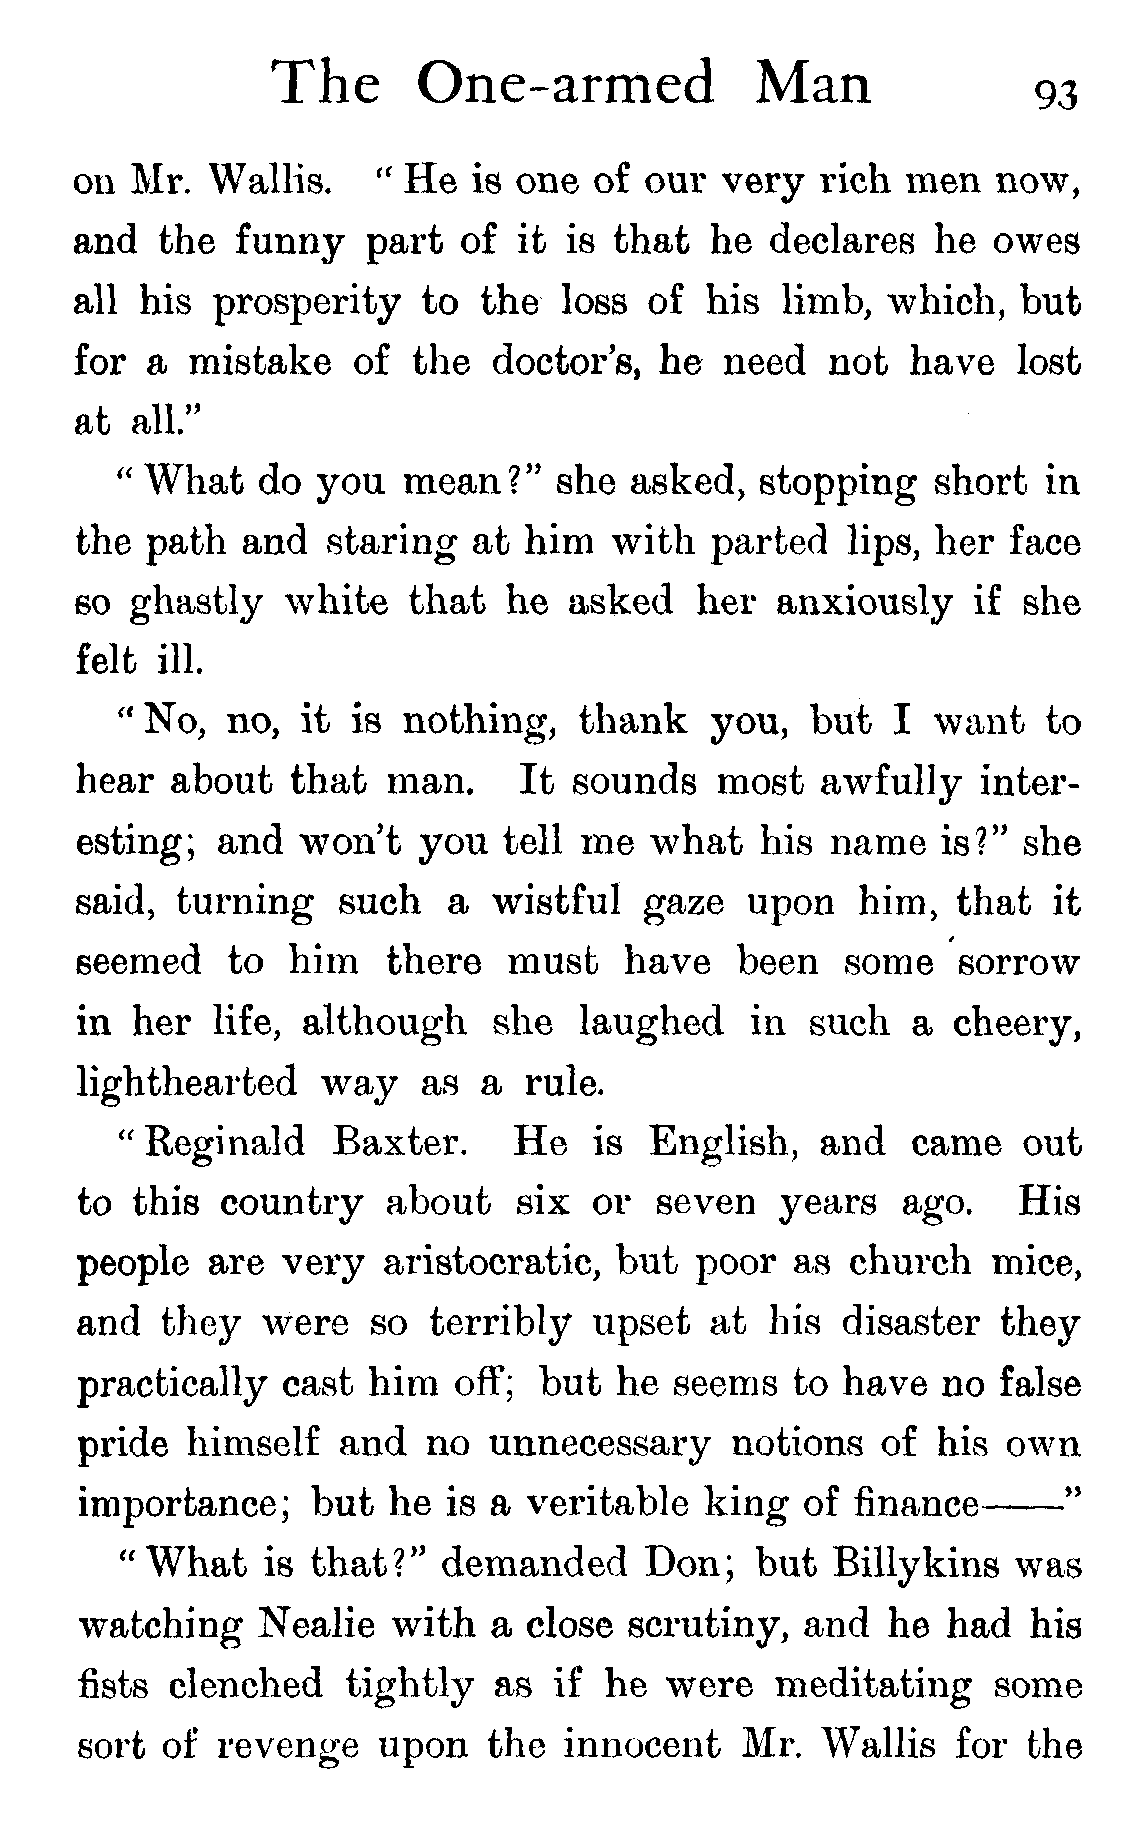 The One-armed Man 93
on Mr. Wallis. “He is one of our very rich men now,
and the funny part of it is that he declares he owes
all his prosperity to the loss of his limb, which, but
for a mistake of the doctor’s, he need not have lost
at all.”
“What do you mean?” she asked, stopping short in
the path and staring at him with parted lips, her face
so ghastly white that he asked her anxiously if she
felt ill.
“No, no, it is nothing, thank you, but I want to
hear about that man. It sounds most awfully inter-
esting; and won’t you tell me what his name is?” she
said, turning such a wistful gaze upon him, that it
seemed to him there must have been some sorrow
in her life, although she laughed in such a cheery,
lighthearted way as a rule.
“Reginald Baxter. He is English, and came out
to this country about six or seven years ago. His
people are very aristocratic, but poor as church mice,
and they were so terribly upset at his disaster they
practically cast him off; but he seems to have no false
pride himself and no unnecessary notions of his own
importance; but he is a veritable king of finance——”
“What is that?” demanded Don; but Billykins was
watching Nealie with a close scrutiny, and he had his
fists clenched tightly as if he were meditating some
sort of revenge upon the innocent Mr. Wallis for the